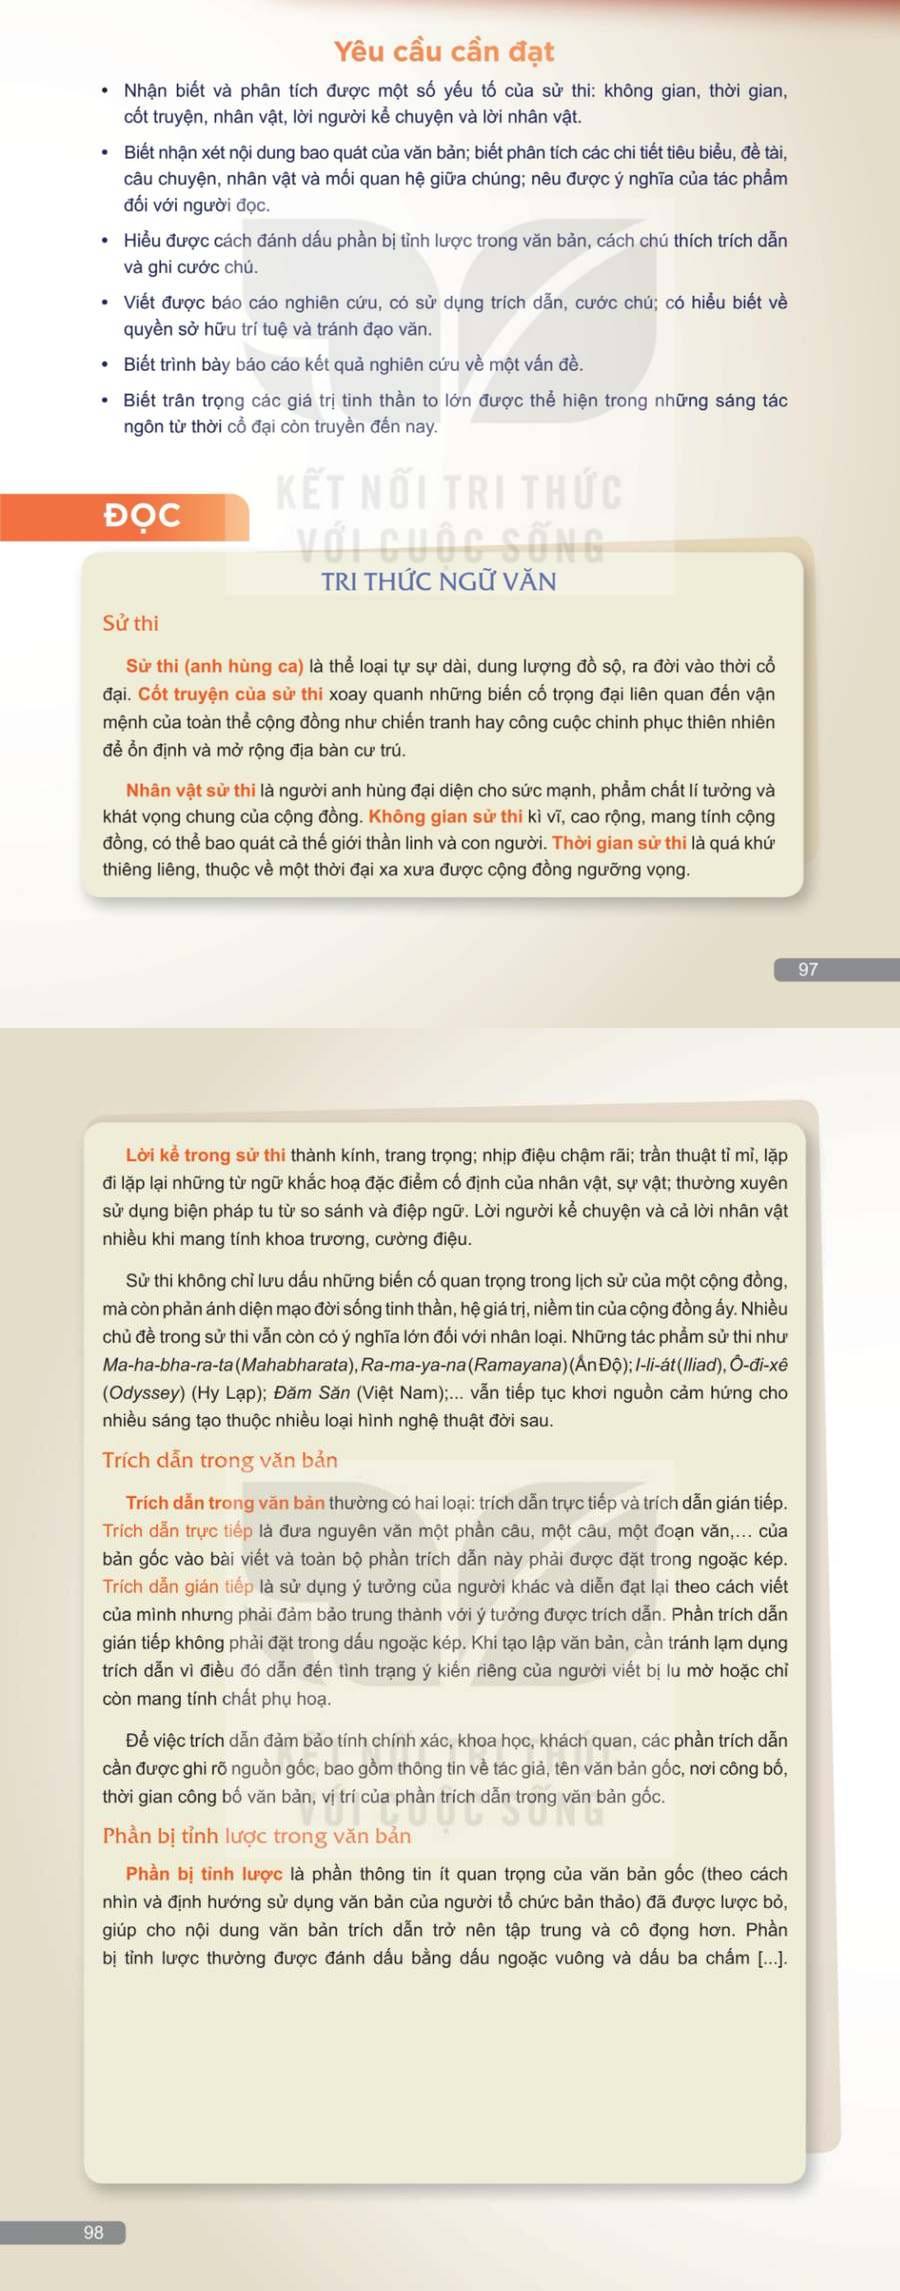 Yêu cầu cần đạt
• Nhận biết và phân tích được một số yếu tố của sử thi: không gian, thời gian,
cốt truyện, nhân vật, lời người kể chuyện và lời nhân vật.
• Biết nhận xét nội dung bao quát của văn bản; biết phân tích các chi tiết tiêu biểu, đề tài,
câu chuyện, nhân vật và mối quan hệ giữa chúng; nêu được ý nghĩa của tác phẩm
đối với người đọc.
• Hiểu được cách đánh dấu phần bị tỉnh lược trong văn bản, cách chú thích trích dẫn
và ghi cước chú.
• Viết được báo cáo nghiên cứu, có sử dụng trích dẫn, cước chú; có hiểu biết về
quyền sở hữu trí tuệ và tránh đạo văn.
• Biết trình bày báo cáo kết quả nghiên cứu về một vấn đề.
• Biết trân trọng các giá trị tinh thần to lớn được thể hiện trong những sáng tác
ngôn từ thời cổ đại còn truyền đến nay.
KẾT NỐI TRI THỨC
VỚI CUỘC SỐNG
ĐỌC
TRI THỨC NGỮ VĂN
Sử thi
Sử thi (anh hùng ca) là thể loại tự sự dài, dung lượng đồ sộ, ra đời vào thời cổ
đại. Cốt truyện của sử thi xoay quanh những biến cố trọng đại liên quan đến vận
mệnh của toàn thể cộng đồng như chiến tranh hay công cuộc chinh phục thiên nhiên
để ổn định và mở rộng địa bàn cư trú.
Nhân vật sử thi là người anh hùng đại diện cho sức mạnh, phẩm chất lí tưởng và
khát vọng chung của cộng đồng. Không gian sử thi kì vĩ, cao rộng, mang tính cộng
đồng, có thể bao quát cả thế giới thần linh và con người. Thời gian sử thi là quá khứ
thiêng liêng, thuộc về một thời đại xa xưa được cộng đồng ngưỡng vọng.
97
Lời kể trong sử thi thành kính, trang trọng; nhịp điệu chậm rãi; trần thuật tỉ mỉ, lặp
đi lặp lại những từ ngữ khắc hoạ đặc điểm cố định của nhân vật, sự vật; thường xuyên
sử dụng biện pháp tu từ so sánh và điệp ngữ. Lời người kể chuyện và cả lời nhân vật
nhiều khi mang tính khoa trương, cường điệu.
Sử thi không chỉ lưu dấu những biến cố quan trọng trong lịch sử của một cộng đồng,
mà còn phản ánh diện mạo đời sống tinh thần, hệ giá trị, niềm tin của cộng đồng ấy. Nhiều
chủ đề trong sử thi vẫn còn có ý nghĩa lớn đối với nhân loại. Những tác phẩm sử thi như
Ma-ha-bha-ra-ta (Mahabharata), Ra-ma-ya-na (Ramayana) (Ấn Độ); I-li-át (Iliad), Ô-đi-xê
(Odyssey) (Hy Lạp); Đăm Săn (Việt Nam);... vẫn tiếp tục khơi nguồn cảm hứng cho
nhiều sáng tạo thuộc nhiều loại hình nghệ thuật đời sau.
Trích dẫn trong văn bản
Trích dẫn trong văn bản thường có hai loại: trích dẫn trực tiếp và trích dẫn gián tiếp.
Trích dẫn trực tiếp là đưa nguyên văn một phần câu, một câu, một đoạn văn,... của
bản gốc vào bài viết và toàn bộ phần trích dẫn này phải được đặt trong ngoặc kép.
Trích dẫn gián tiếp là sử dụng ý tưởng của người khác và diễn đạt lại theo cách viết
của mình nhưng phải đảm bảo trung thành với ý tưởng được trích dẫn. Phần trích dẫn
gián tiếp không phải đặt trong dấu ngoặc kép. Khi tạo lập văn bản, cần tránh lạm dụng
trích dẫn vì điều đó dẫn đến tình trạng ý kiến riêng của người viết bị lu mờ hoặc chỉ
còn mang tính chất phụ hoạ.
Để việc trích dẫn đảm bảo tính chính xác, khoa học, khách quan, các phần trích dẫn
cần được ghi rõ nguồn gốc, bao gồm thông tin về tác giả, tên văn bản gốc, nơi công bố,
thời gian công bố văn bản, vị trí của phần trích dẫn trong văn bản gốc.
KẾT NỐI TRI THỨC
VỚI CUỘC SỐNG
Phần bị tỉnh lược trong văn bản
Phần bị tỉnh lược là phần thông tin ít quan trọng của văn bản gốc (theo cách
nhìn và định hướng sử dụng văn bản của người tổ chức bản thảo) đã được lược bỏ,
giúp cho nội dung văn bản trích dẫn trở nên tập trung và cô đọng hơn. Phần
bị tỉnh lược thường được đánh dấu bằng dấu ngoặc vuông và dấu ba chấm [...].
98